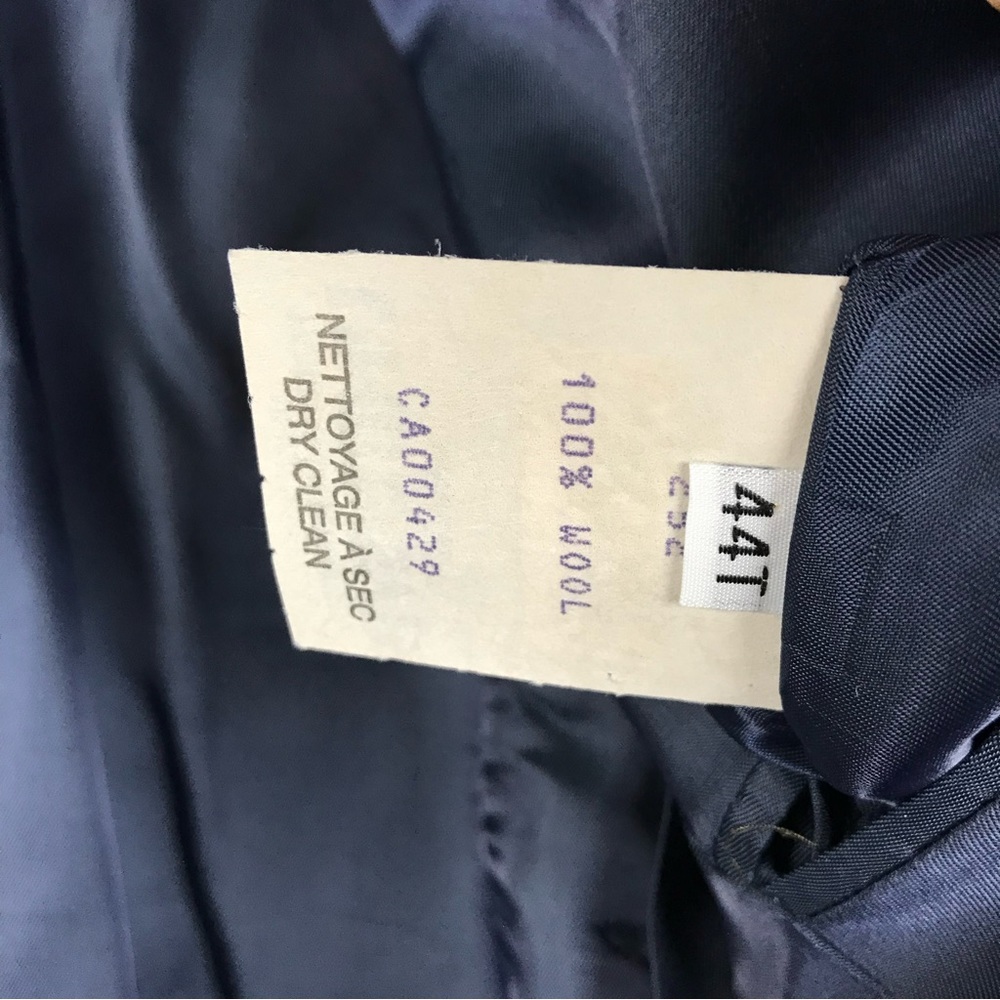 44T
100% WOOL
CA00429
NETTOYAGE À SEC
DRY CLEAN